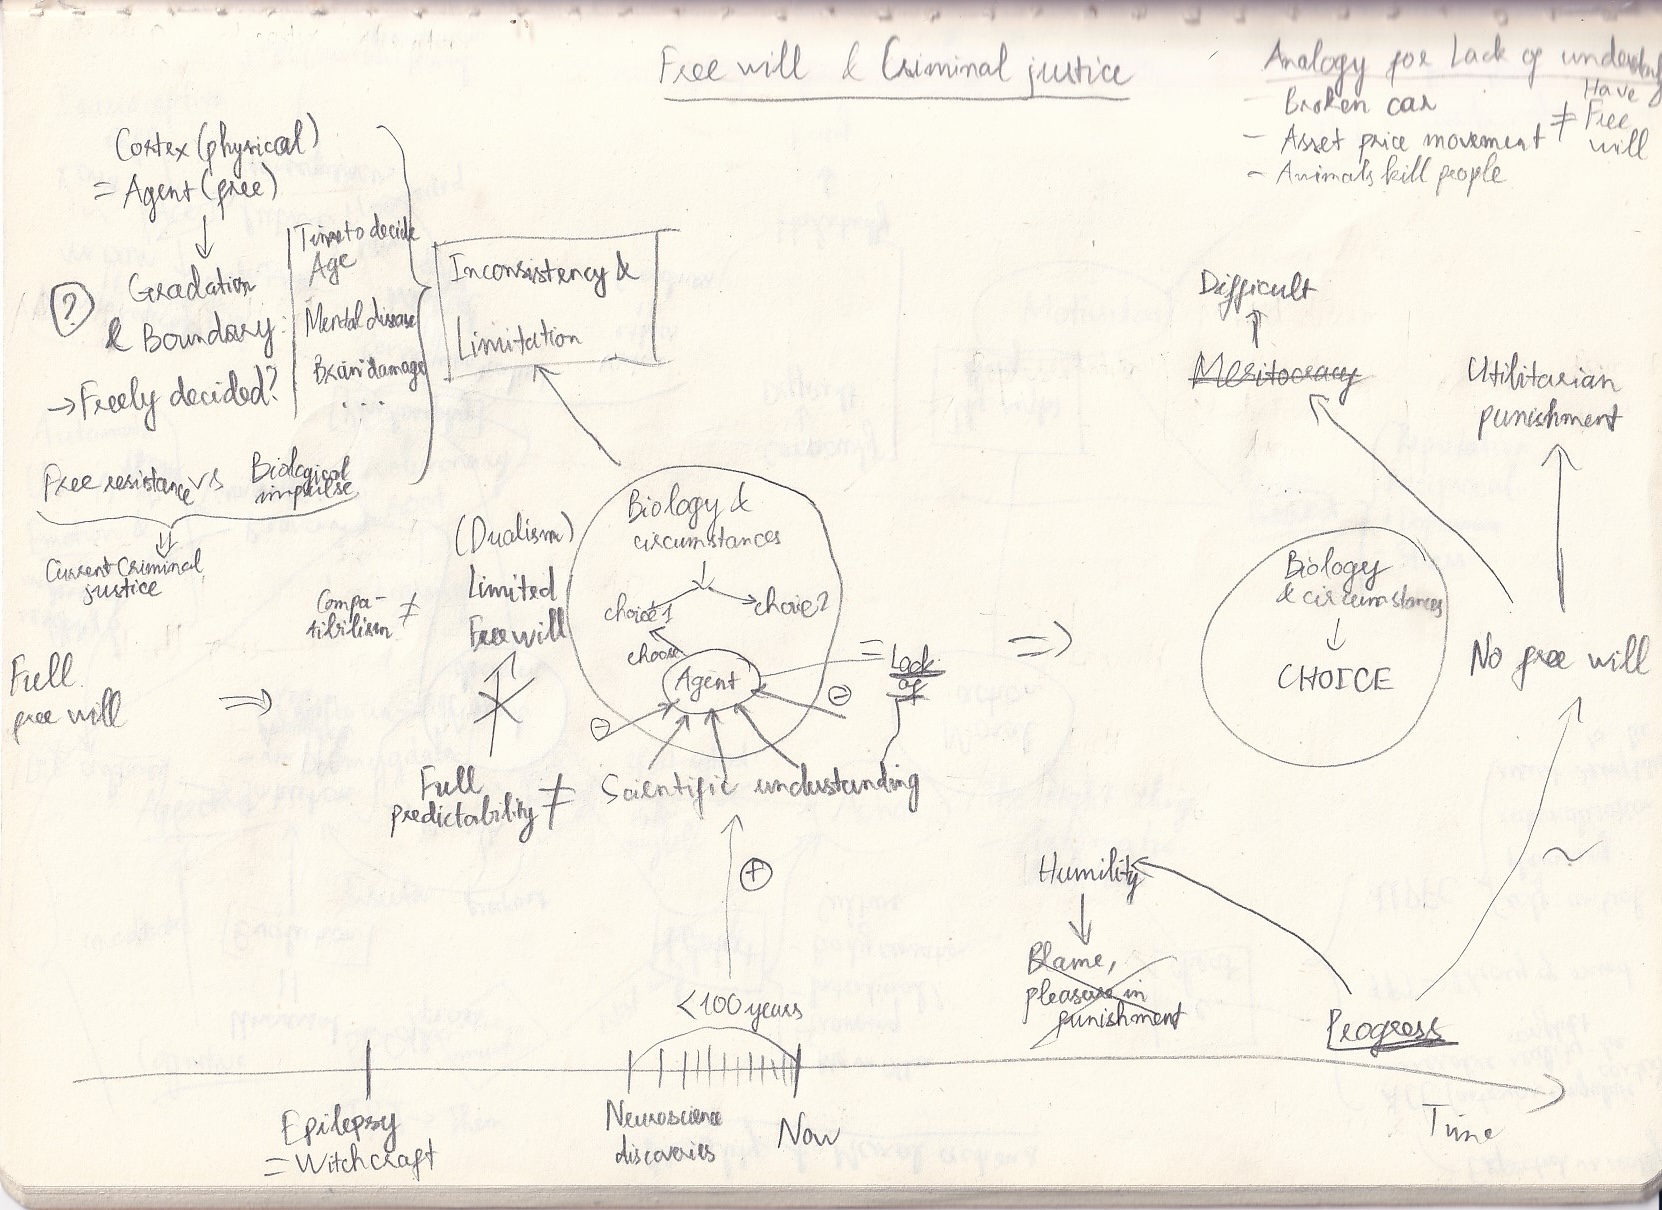 Free will & Criminal justice
Analogy for Lack of understanding
- Broken car
- Asset price movement
- Animals kill people
≠
Have
Free
will
Cortex (physical)
= Agent (free)
?
Gradation
& Boundary:
→ Freely decided?
Time to decide
Age
Mental disease
Brain damage
...
Inconsistency &
Limitation
Free resistance vs Biological
impulse
Current Criminal
justice
Full
free will
⇒
Compa-
tibilism
≠
(Dualism)
Limited
Free will
Full
predictability ≠ Scientific understanding
Biology &
circumstances
choice 1
choice 2
choose
Agent
⊖
⊖
= Lack
of
⊕
⇒
Difficult
Meritocracy
Utilitarian
punishment
Biology
& circumstances
CHOICE
No free will
~
Humility
Blame,
pleasure in
punishment
Progress
< 100 years
Epilepsy
= Witchcraft
Neuroscience
discoveries
Now
Time